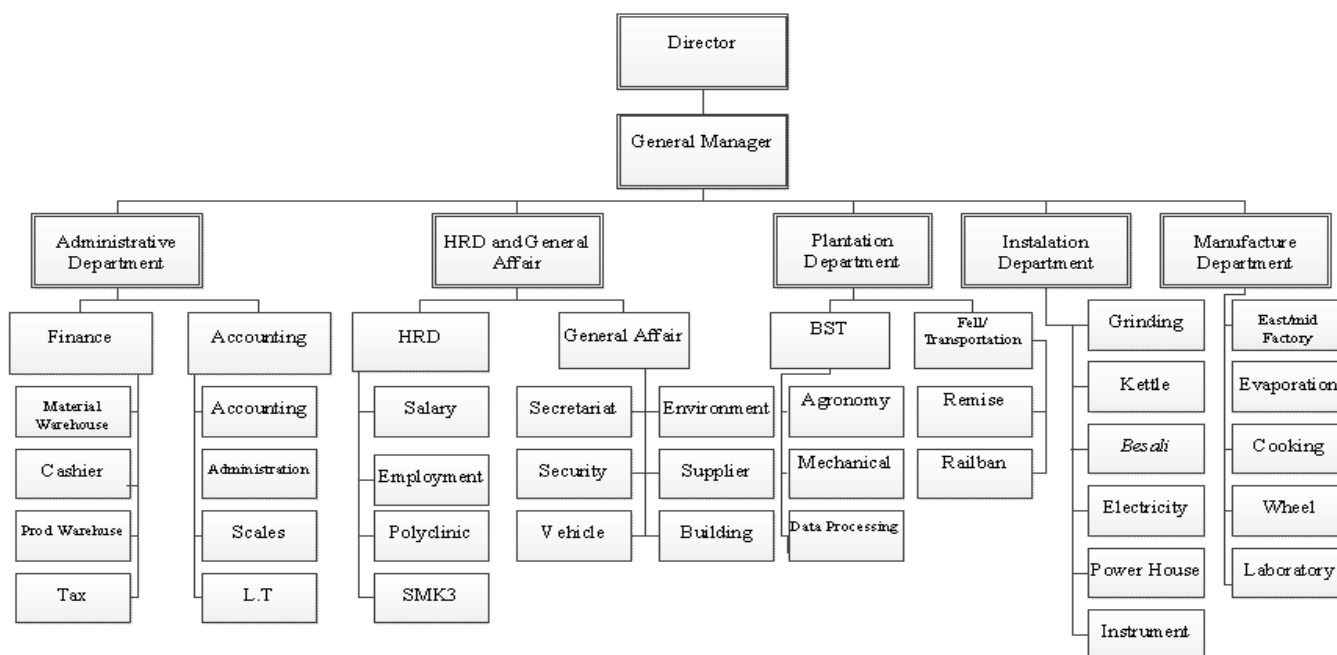 Director
General Manager
Administrative
Department
HRD and General
Affair
Plantation
Department
Instalation
Department
Manufacture
Department
Finance
Accounting
HRD
General Affair
BST
Fell/
Transportation
Grinding
East/mid
Factory
Material
Warehouse
Accounting
Salary
Secretariat
Environment
Agronomy
Remise
Kettle
Evaporation
Cashier
Administration
Employment
Security
Supplier
Mechanical
Railban
Besali
Cooking
Prod Warehuse
Scales
Polyclinic
Vehicle
Building
Data Processing
Electricity
Wheel
Tax
L.T
SMK3
Power House
Laboratory
Instrument